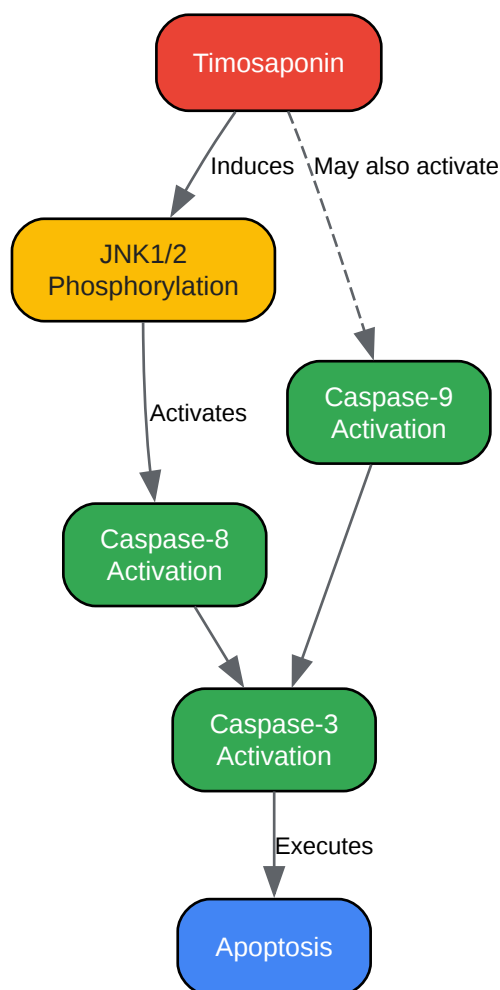 Timosaponin
Induces
May also activate
JNK1/2
Phosphorylation
Caspase-9
Activation
Activates
Caspase-8
Activation
Caspase-3
Activation
Executes
Apoptosis